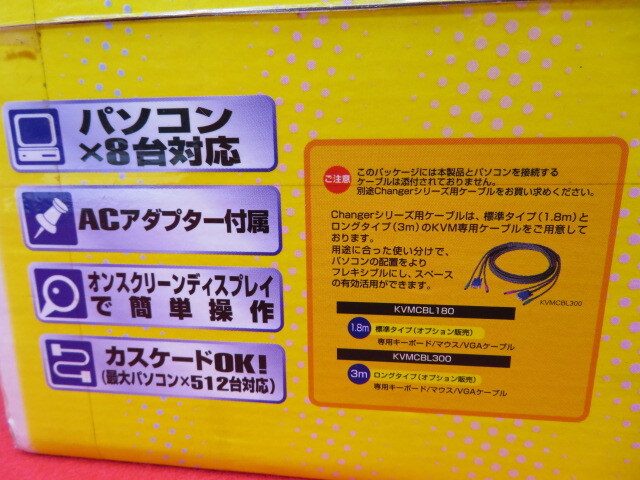 パソコン
×8台対応
ACアダプター付属
オンスクリーンディスプレイ
で簡単操作
カスケードOK!
(最大パソコン×512台対応)
ご注意
このパッケージには本製品とパソコンを接続する
ケーブルは添付されておりません。
別途Changerシリーズ用ケーブルをお買い求めください。
Changerシリーズ用ケーブルは、標準タイプ(1.8m)と
ロングタイプ(3m)のKVM専用ケーブルをご用意して
おります。
用途に合った使い分けで、
パソコンの配置をより
フレキシブルにし、スペース
の有効活用ができます。
KVMCBL300
KVMCBL180
1.8m 標準タイプ(オプション販売)
専用キーボード/マウス/VGAケーブル
KVMCBL300
3m ロングタイプ(オプション販売)
専用キーボード/マウス/VGAケーブル